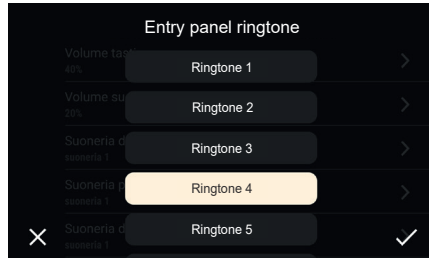 Entry panel ringtone
Volume tas
40%
Ringtone 1
Volume su
20%
Ringtone 2
Suoneria d
suoneria 1
Ringtone 3
Suoneria p
suoneria 1
Ringtone 4
Suoneria d
suoneria 1
Ringtone 5